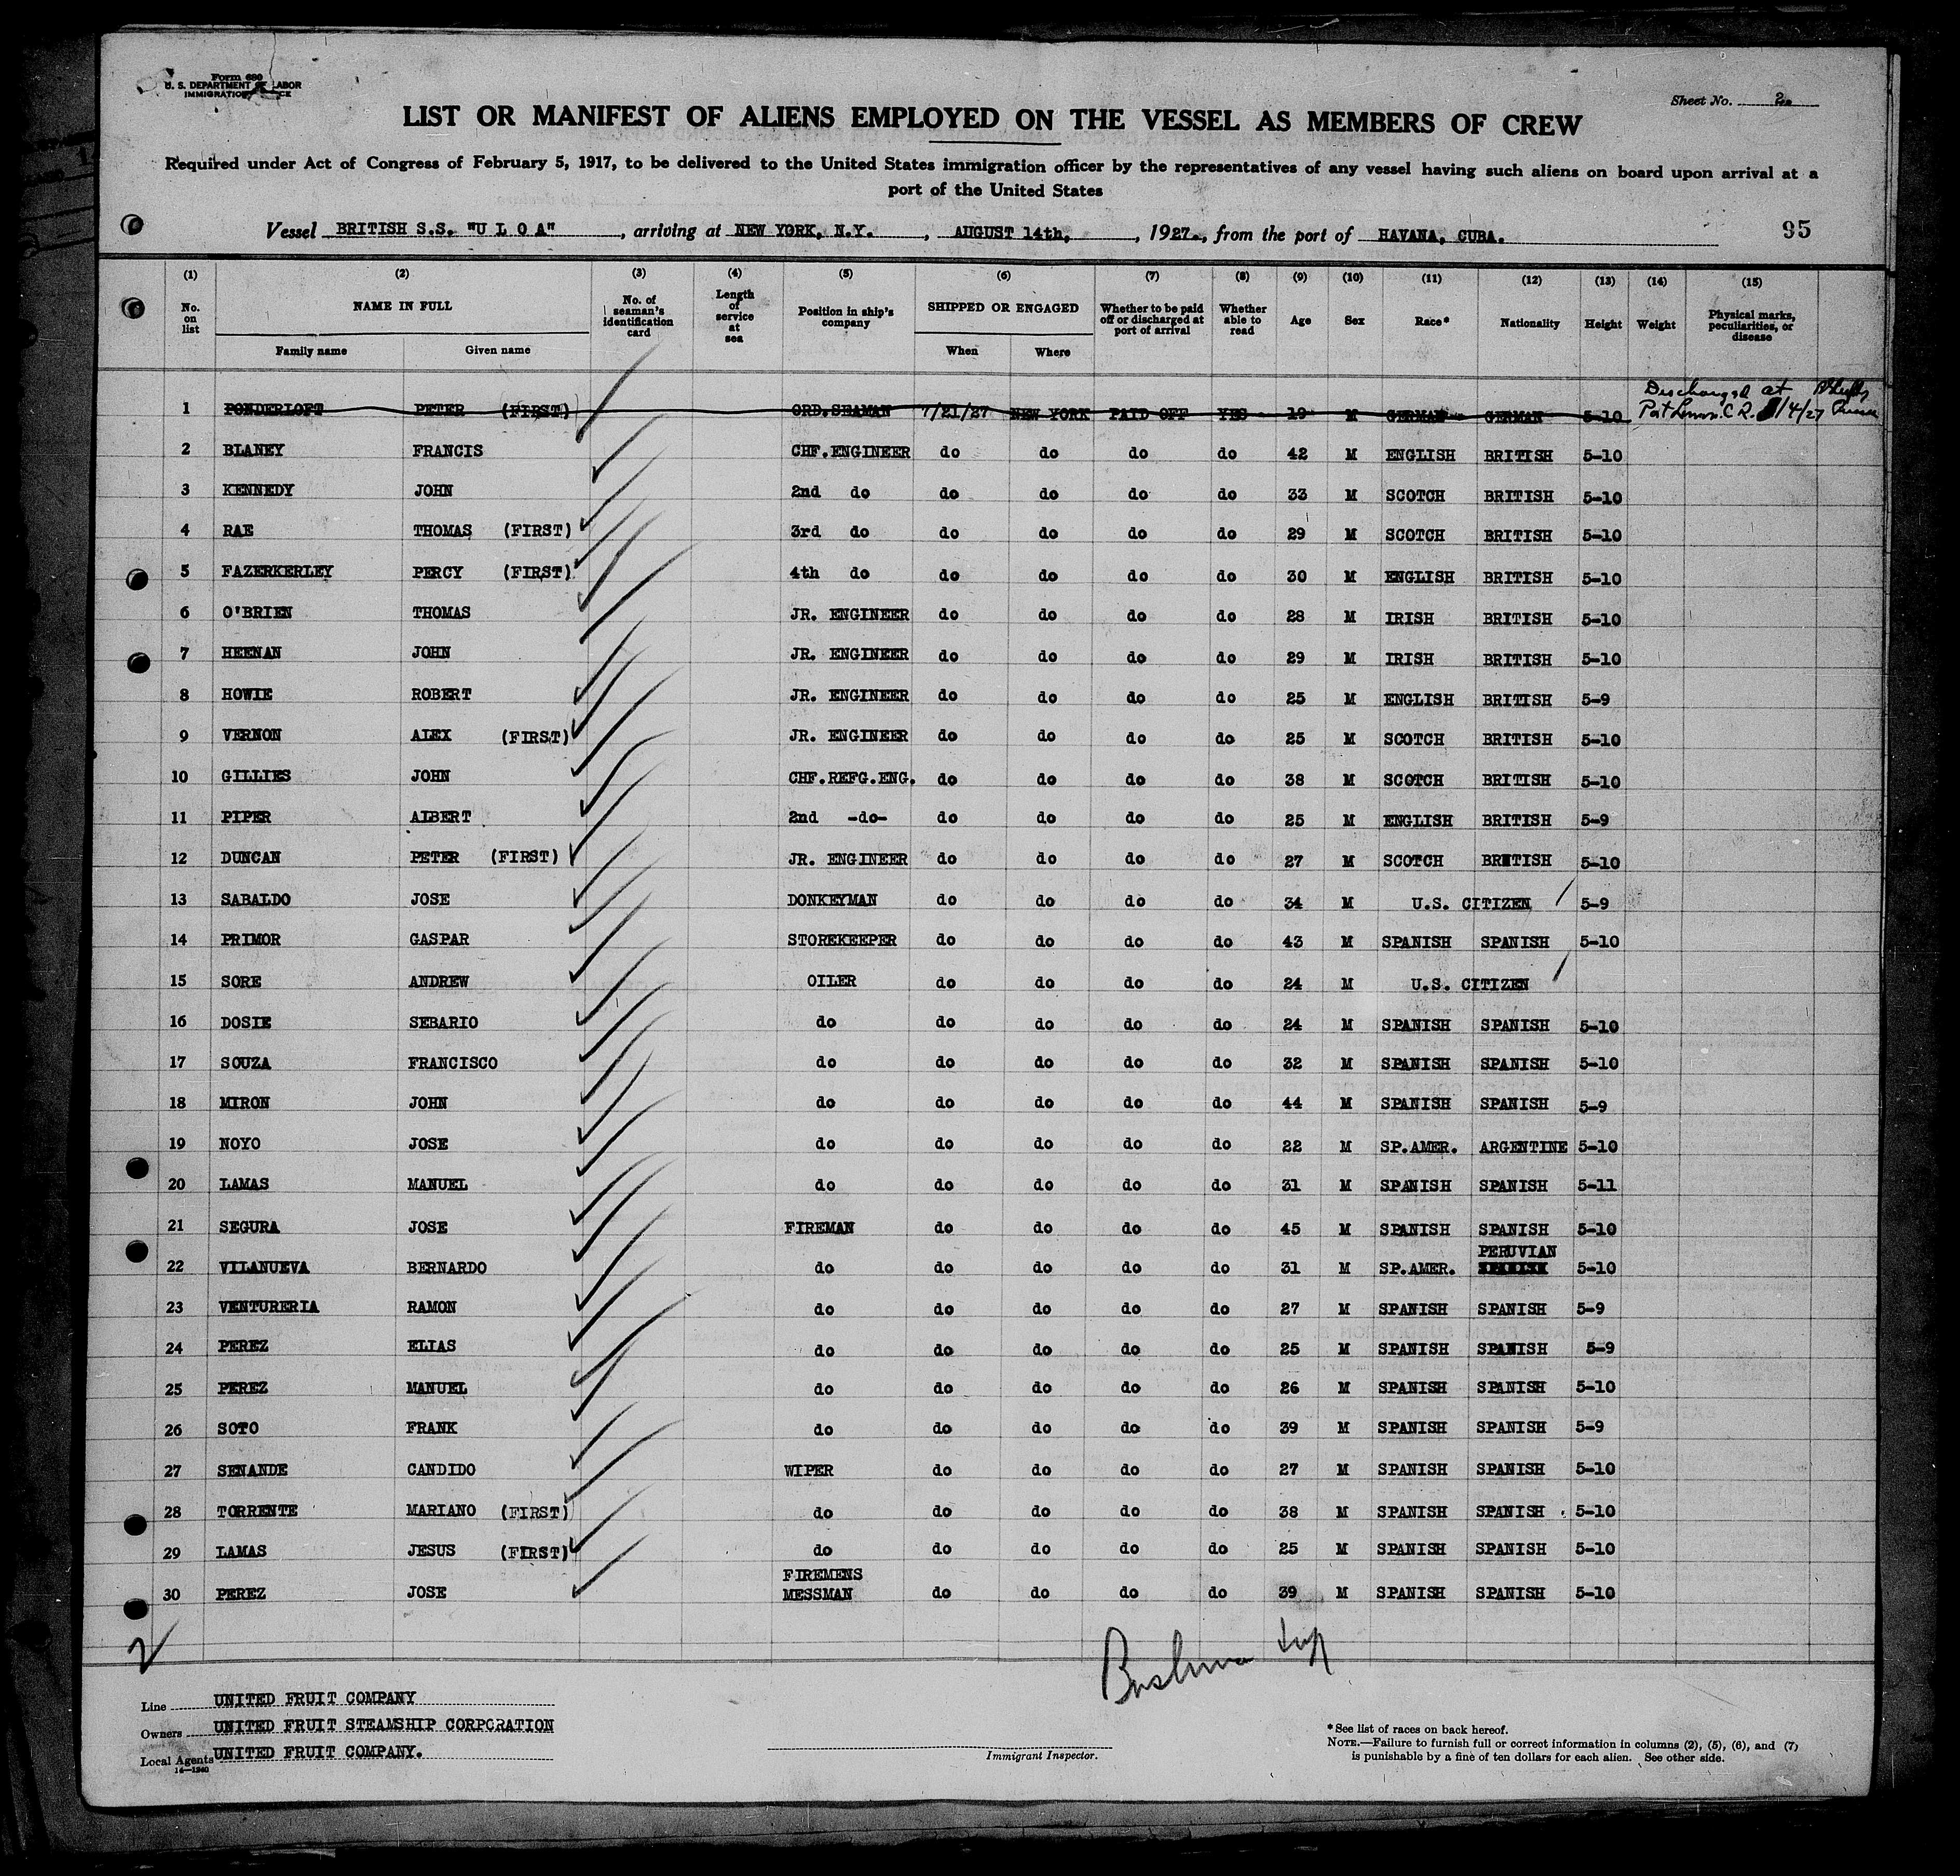 Form 680
U. S. DEPARTMENT OF LABOR
IMMIGRATION SERVICE
Sheet No. 2
LIST OR MANIFEST OF ALIENS EMPLOYED ON THE VESSEL AS MEMBERS OF CREW
Required under Act of Congress of February 5, 1917, to be delivered to the United States immigration officer by the representatives of any vessel having such aliens on board upon arrival at a
port of the United States
Vessel BRITISH S.S. "U L O A", arriving at NEW YORK, N.Y., AUGUST 14th, 1927., from the port of HAVANA, CUBA. 95
(1) (2) (3) (4) (5) (6) (7) (8) (9) (10) (11) (12) (13) (14) (15)
No. on list NAME IN FULL Family name Given name No. of seaman's identification card Length of service at sea Position in ship's company SHIPPED OR ENGAGED When Where Whether to be paid off or discharged at port of arrival Whether able to read Age Sex Race* Nationality Height Weight Physical marks, peculiarities, or disease
1 PONDERLOFT PETER (FIRST) ORD.SEAMAN 7/21/27 NEW YORK PAID OFF YES 19 M GERMAN GERMAN 5-10 Discharged at
2 BLANEY FRANCIS CHF.ENGINEER do do do do 42 M ENGLISH BRITISH 5-10
3 KENNEDY JOHN 2nd do do do do do 33 M SCOTCH BRITISH 5-10
4 RAE THOMAS (FIRST) 3rd do do do do do 29 M SCOTCH BRITISH 5-10
5 FAZERKERLEY PERCY (FIRST) 4th do do do do do 30 M ENGLISH BRITISH 5-10
6 O'BRIEN THOMAS JR. ENGINEER do do do do 28 M IRISH BRITISH 5-10
7 HEENAN JOHN JR. ENGINEER do do do do 29 M IRISH BRITISH 5-10
8 HOWIE ROBERT JR. ENGINEER do do do do 25 M ENGLISH BRITISH 5-9
9 VERNON ALEX (FIRST) JR. ENGINEER do do do do 25 M SCOTCH BRITISH 5-10
10 GILLIES JOHN CHF.REFG.ENG. do do do do 38 M SCOTCH BRITISH 5-10
11 PIPER ALBERT 2nd -do- do do do do 25 M ENGLISH BRITISH 5-9
12 DUNCAN PETER (FIRST) JR. ENGINEER do do do do 27 M SCOTCH BRITISH 5-10
13 SABALDO JOSE DONKEYMAN do do do do 34 M U.S. CITIZEN 5-9
14 PRIMOR GASPAR STOREKEEPER do do do do 43 M SPANISH SPANISH 5-10
15 SORE ANDREW OILER do do do do 24 M U.S. CITIZEN
16 DOSIE SEBARIO do do do do do 24 M SPANISH SPANISH 5-10
17 SOUZA FRANCISCO do do do do do 32 M SPANISH SPANISH 5-10
18 MIRON JOHN do do do do do 44 M SPANISH SPANISH 5-9
19 NOYO JOSE do do do do do 22 M SP.AMER. ARGENTINE 5-10
20 LAMAS MANUEL do do do do do 31 M SPANISH SPANISH 5-11
21 SEGURA JOSE FIREMAN do do do do 45 M SPANISH SPANISH 5-10
22 VILANUEVA BERNARDO do do do do do 31 M SP.AMER. PERUVIAN 5-10
23 VENTURERIA RAMON do do do do do 27 M SPANISH SPANISH 5-9
24 PEREZ ELIAS do do do do do 25 M SPANISH SPANISH 5-9
25 PEREZ MANUEL do do do do do 26 M SPANISH SPANISH 5-10
26 SOTO FRANK do do do do do 39 M SPANISH SPANISH 5-9
27 SENANDE CANDIDO WIPER do do do do 27 M SPANISH SPANISH 5-10
28 TORRENTE MARIANO (FIRST) do do do do do 38 M SPANISH SPANISH 5-10
29 LAMAS JESUS (FIRST) do do do do do 25 M SPANISH SPANISH 5-10
30 PEREZ JOSE FIREMENS MESSMAN do do do do 39 M SPANISH SPANISH 5-10
2
Line UNITED FRUIT COMPANY
Owners UNITED FRUIT STEAMSHIP CORPORATION
Local Agents UNITED FRUIT COMPANY.
14—1240
Immigrant Inspector.
*See list of races on back hereof.
NOTE.—Failure to furnish full or correct information in columns (2), (5), (6), and (7)
is punishable by a fine of ten dollars for each alien. See other side.